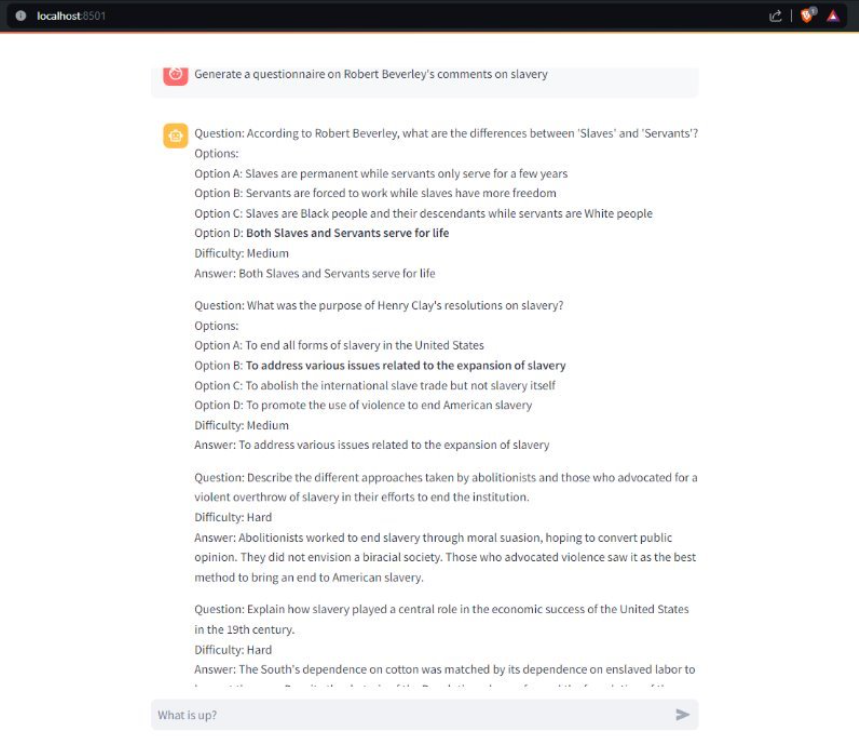 localhost:8501
Generate a questionnaire on Robert Beverley's comments on slavery
Question: According to Robert Beverley, what are the differences between 'Slaves' and 'Servants'?
Options:
Option A: Slaves are permanent while servants only serve for a few years
Option B: Servants are forced to work while slaves have more freedom
Option C: Slaves are Black people and their descendants while servants are White people
Option D: Both Slaves and Servants serve for life
Difficulty: Medium
Answer: Both Slaves and Servants serve for life
Question: What was the purpose of Henry Clay's resolutions on slavery?
Options:
Option A: To end all forms of slavery in the United States
Option B: To address various issues related to the expansion of slavery
Option C: To abolish the international slave trade but not slavery itself
Option D: To promote the use of violence to end American slavery
Difficulty: Medium
Answer: To address various issues related to the expansion of slavery
Question: Describe the different approaches taken by abolitionists and those who advocated for a
violent overthrow of slavery in their efforts to end the institution.
Difficulty: Hard
Answer: Abolitionists worked to end slavery through moral suasion, hoping to convert public
opinion. They did not envision a biracial society. Those who advocated violence saw it as the best
method to bring an end to American slavery.
Question: Explain how slavery played a central role in the economic success of the United States
in the 19th century.
Difficulty: Hard
Answer: The South's dependence on cotton was matched by its dependence on enslaved labor to
What is up?